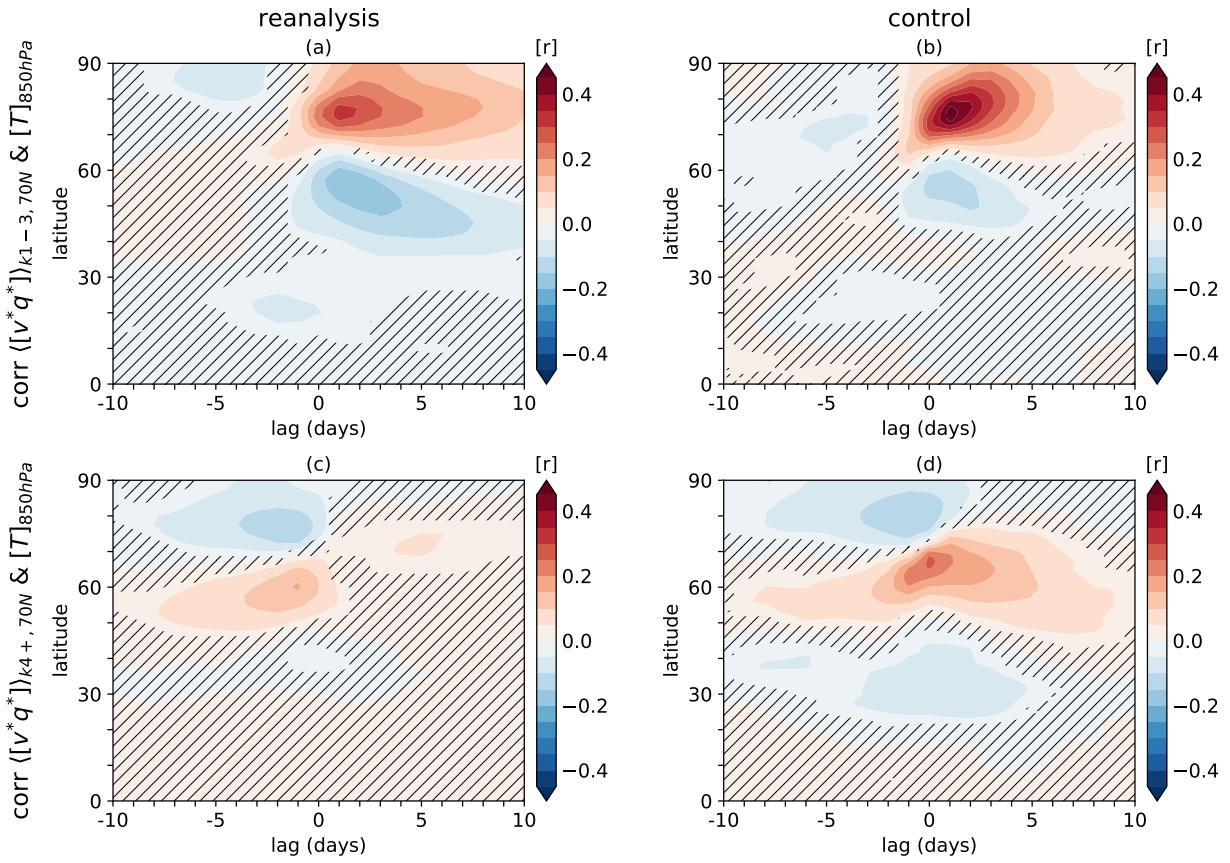 reanalysis
control
(a)
[r]
(b)
[r]
corr ⟨[v*q*]⟩k1−3, 70N & [T]850hPa
latitude
90
60
30
0
-10
-5
0
5
10
lag (days)
0.4
0.2
0.0
−0.2
−0.4
latitude
90
60
30
0
-10
-5
0
5
10
lag (days)
0.4
0.2
0.0
−0.2
−0.4
(c)
[r]
(d)
[r]
corr ⟨[v*q*]⟩k4+, 70N & [T]850hPa
latitude
90
60
30
0
-10
-5
0
5
10
lag (days)
0.4
0.2
0.0
−0.2
−0.4
latitude
90
60
30
0
-10
-5
0
5
10
lag (days)
0.4
0.2
0.0
−0.2
−0.4